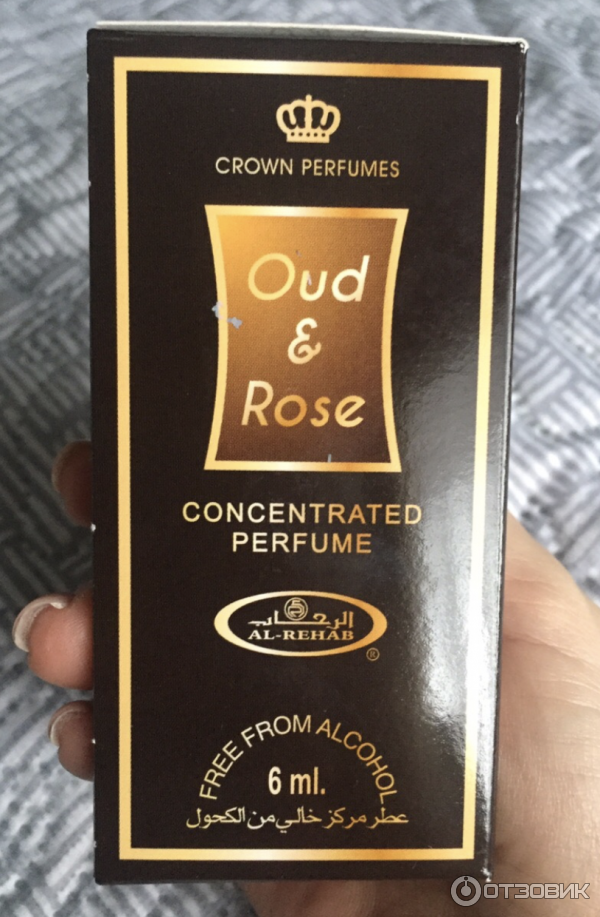 CROWN PERFUMES
Oud
&
Rose
CONCENTRATED
PERFUME
الرحاب
AL-REHAB
®
FREE FROM ALCOHOL
6 ml.
عطر مركز خالي من الكحول
ОТЗОВИК